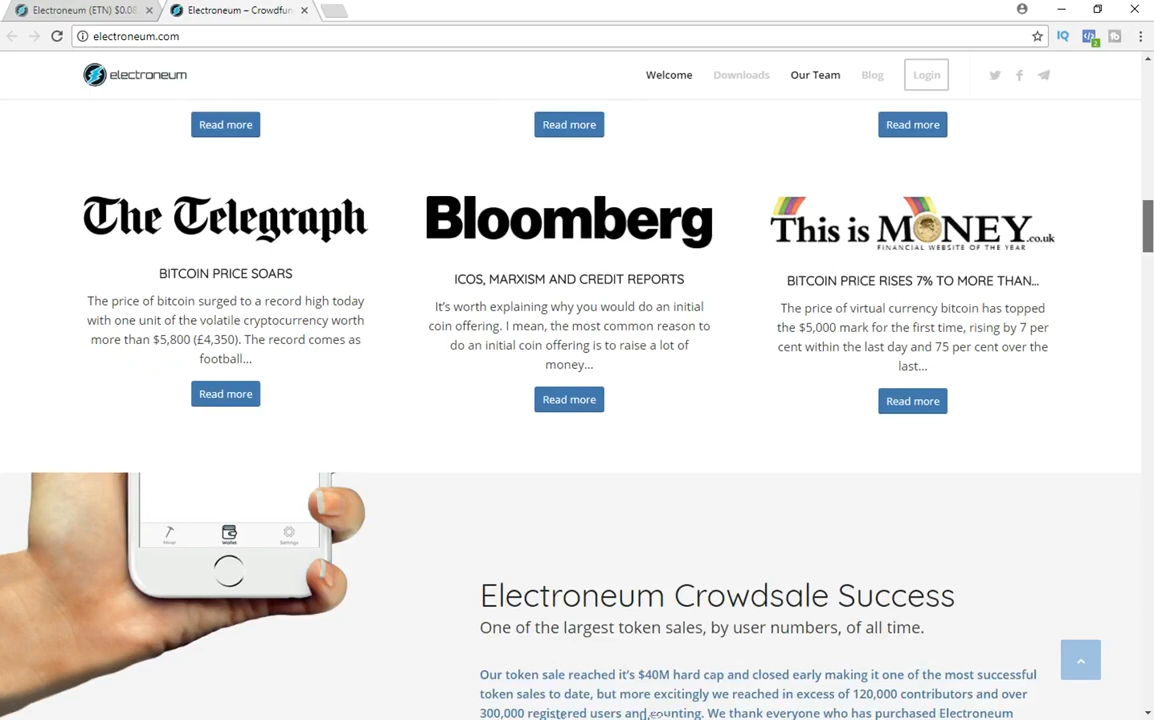 Electroneum (ETN) $0.08
Electroneum – Crowdfun
electroneum.com
IQ
2
electroneum
Welcome
Downloads
Our Team
Blog
Login
Read more
Read more
Read more
The Telegraph
Bloomberg
This is MONEY.co.uk
FINANCIAL WEBSITE OF THE YEAR
BITCOIN PRICE SOARS
The price of bitcoin surged to a record high today
with one unit of the volatile cryptocurrency worth
more than $5,800 (£4,350). The record comes as
football...
Read more
ICOS, MARXISM AND CREDIT REPORTS
It's worth explaining why you would do an initial
coin offering. I mean, the most common reason to
do an initial coin offering is to raise a lot of
money...
Read more
BITCOIN PRICE RISES 7% TO MORE THAN...
The price of virtual currency bitcoin has topped
the $5,000 mark for the first time, rising by 7 per
cent within the last day and 75 per cent over the
last...
Read more
Miner
Wallet
Settings
Electroneum Crowdsale Success
One of the largest token sales, by user numbers, of all time.
Our token sale reached it's $40M hard cap and closed early making it one of the most successful
token sales to date, but more excitingly we reached in excess of 120,000 contributors and over
300,000 registered users and counting. We thank everyone who has purchased Electroneum